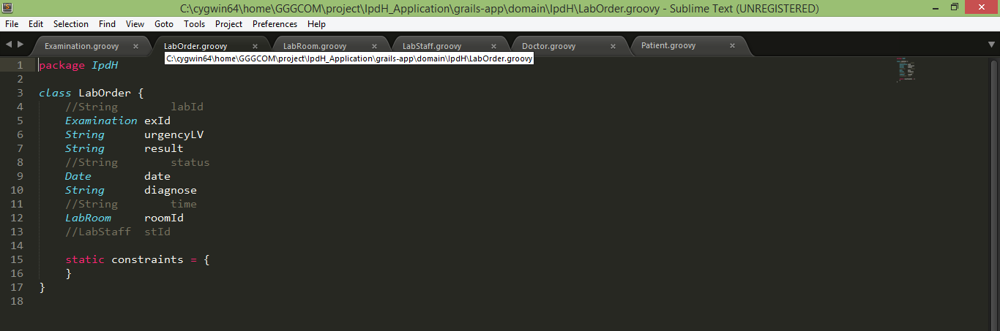 C:\cygwin64\home\GGGCOM\project\IpdH_Application\grails-app\domain\IpdH\LabOrder.groovy - Sublime Text (UNREGISTERED)
File Edit Selection Find View Goto Tools Project Preferences Help
Examination.groovy × LabOrder.groovy × LabRoom.groovy × LabStaff.groovy × Doctor.groovy × Patient.groovy ×
C:\cygwin64\home\GGGCOM\project\IpdH_Application\grails-app\domain\IpdH\LabOrder.groovy
1 package IpdH
2
3 class LabOrder {
4     //String        labId
5     Examination exId
6     String      urgencyLV
7     String      result
8     //String        status
9     Date        date
10     String      diagnose
11     //String        time
12     LabRoom     roomId
13     //LabStaff  stId
14
15     static constraints = {
16     }
17 }
18